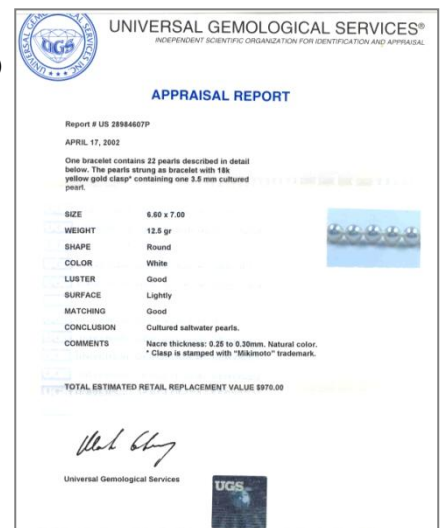 UGS
UNIVERSAL GEMOLOGICAL SERVICES®
INDEPENDENT SCIENTIFIC ORGANIZATION FOR IDENTIFICATION AND APPRAISAL
APPRAISAL REPORT
Report # US 28984607P
APRIL 17, 2002
One bracelet contains 22 pearls described in detail
below. The pearls strung as bracelet with 18k
yellow gold clasp* containing one 3.5 mm cultured
pearl.
SIZE 6.60 x 7.00
WEIGHT 12.5 gr
SHAPE Round
COLOR White
LUSTER Good
SURFACE Lightly
MATCHING Good
CONCLUSION Cultured saltwater pearls.
COMMENTS Nacre thickness: 0.25 to 0.30mm. Natural color.
* Clasp is stamped with "Mikimoto" trademark.
TOTAL ESTIMATED RETAIL REPLACEMENT VALUE $970.00
Universal Gemological Services
UGS